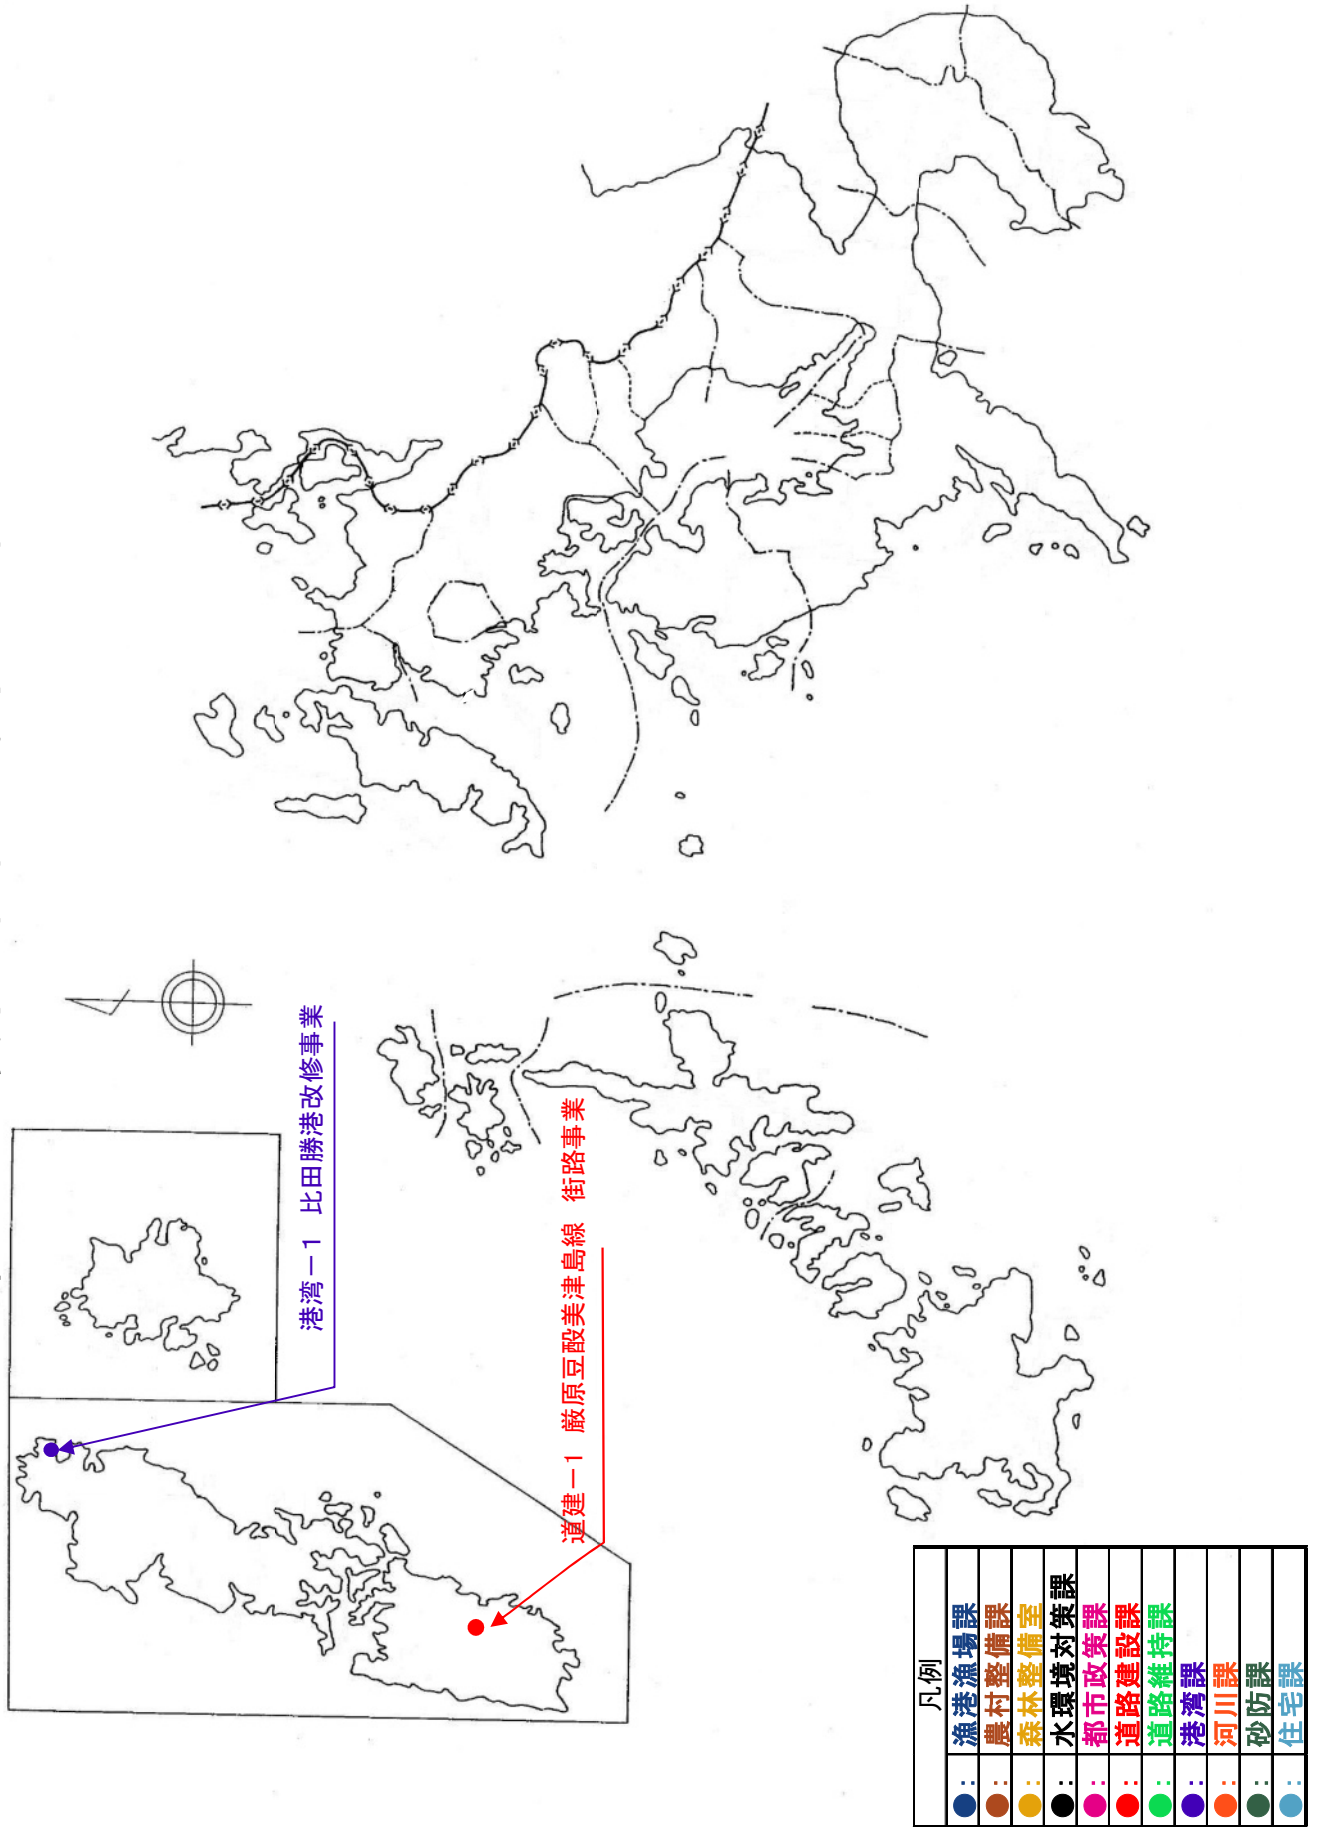 港湾－1 比田勝港改修事業
道建－1 厳原豆酘美津島線 街路事業
凡例
●：漁港漁場課
●：農村整備課
●：森林整備室
●：水環境対策課
●：都市政策課
●：道路建設課
●：道路維持課
●：港湾課
●：河川課
●：砂防課
●：住宅課